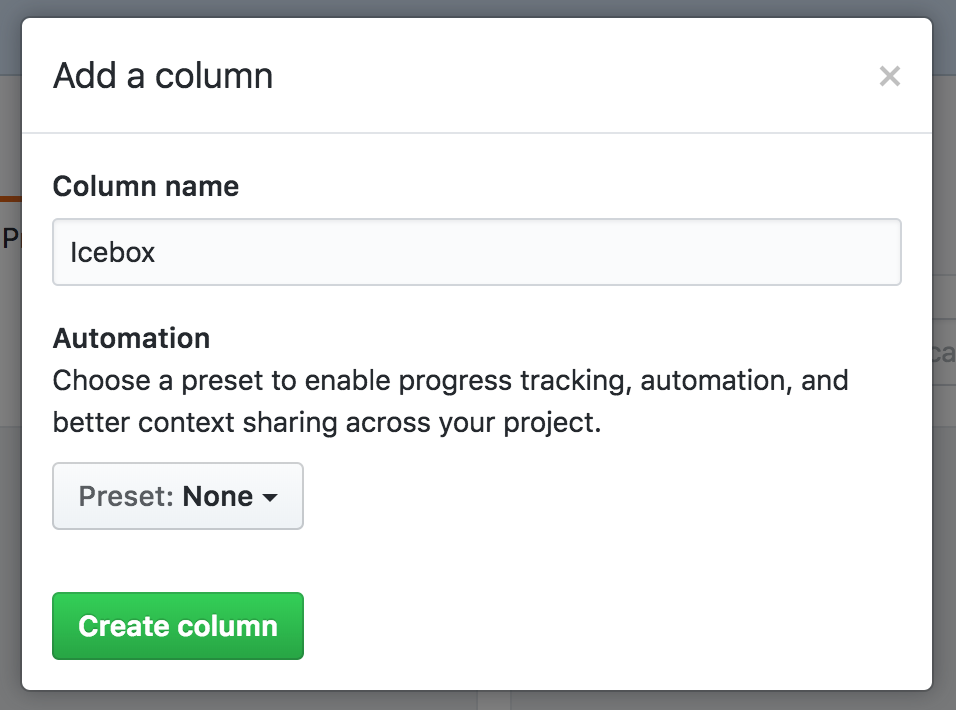 Add a column
Column name
P
Icebox
Automation
ca
Choose a preset to enable progress tracking, automation, and
better context sharing across your project.
Preset: None
Create column